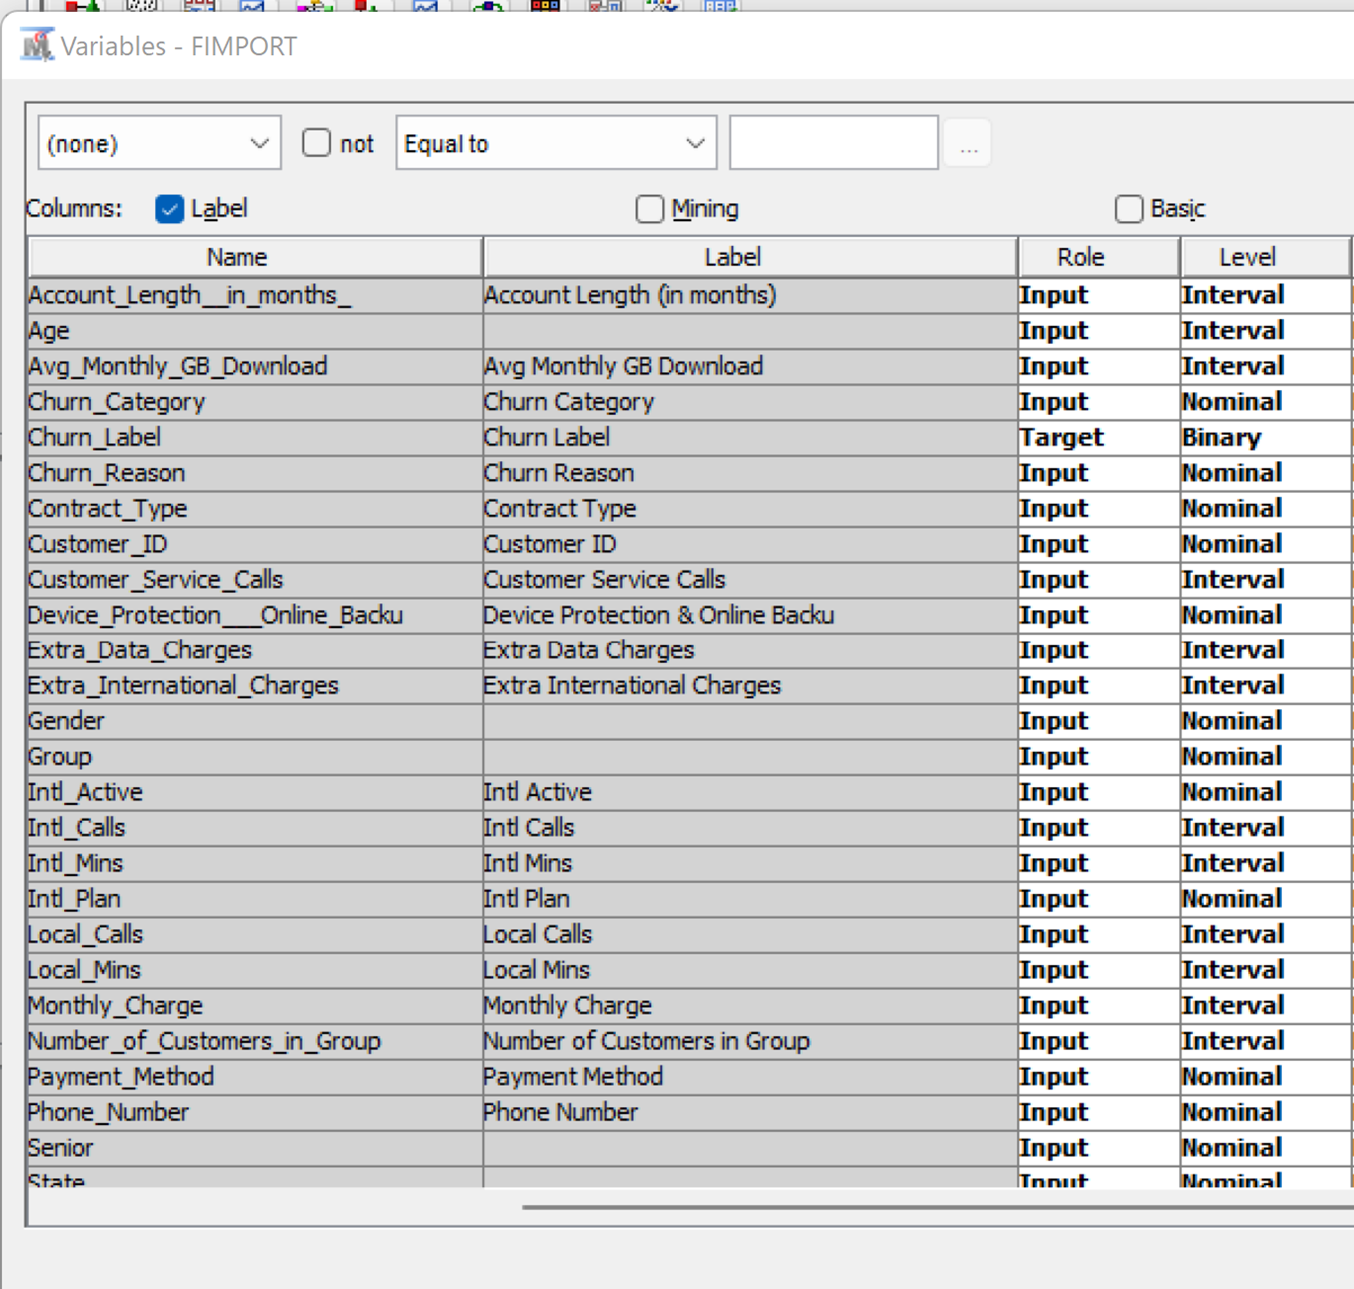 Variables - FIMPORT
(none) not Equal to ...
Columns: Label Mining Basic
Name Label Role Level
Account_Length__in_months_ Account Length (in months) Input Interval
Age Input Interval
Avg_Monthly_GB_Download Avg Monthly GB Download Input Interval
Churn_Category Churn Category Input Nominal
Churn_Label Churn Label Target Binary
Churn_Reason Churn Reason Input Nominal
Contract_Type Contract Type Input Nominal
Customer_ID Customer ID Input Nominal
Customer_Service_Calls Customer Service Calls Input Interval
Device_Protection___Online_Backu Device Protection & Online Backu Input Nominal
Extra_Data_Charges Extra Data Charges Input Interval
Extra_International_Charges Extra International Charges Input Interval
Gender Input Nominal
Group Input Nominal
Intl_Active Intl Active Input Nominal
Intl_Calls Intl Calls Input Interval
Intl_Mins Intl Mins Input Interval
Intl_Plan Intl Plan Input Nominal
Local_Calls Local Calls Input Interval
Local_Mins Local Mins Input Interval
Monthly_Charge Monthly Charge Input Interval
Number_of_Customers_in_Group Number of Customers in Group Input Interval
Payment_Method Payment Method Input Nominal
Phone_Number Phone Number Input Nominal
Senior Input Nominal
State Input Nominal